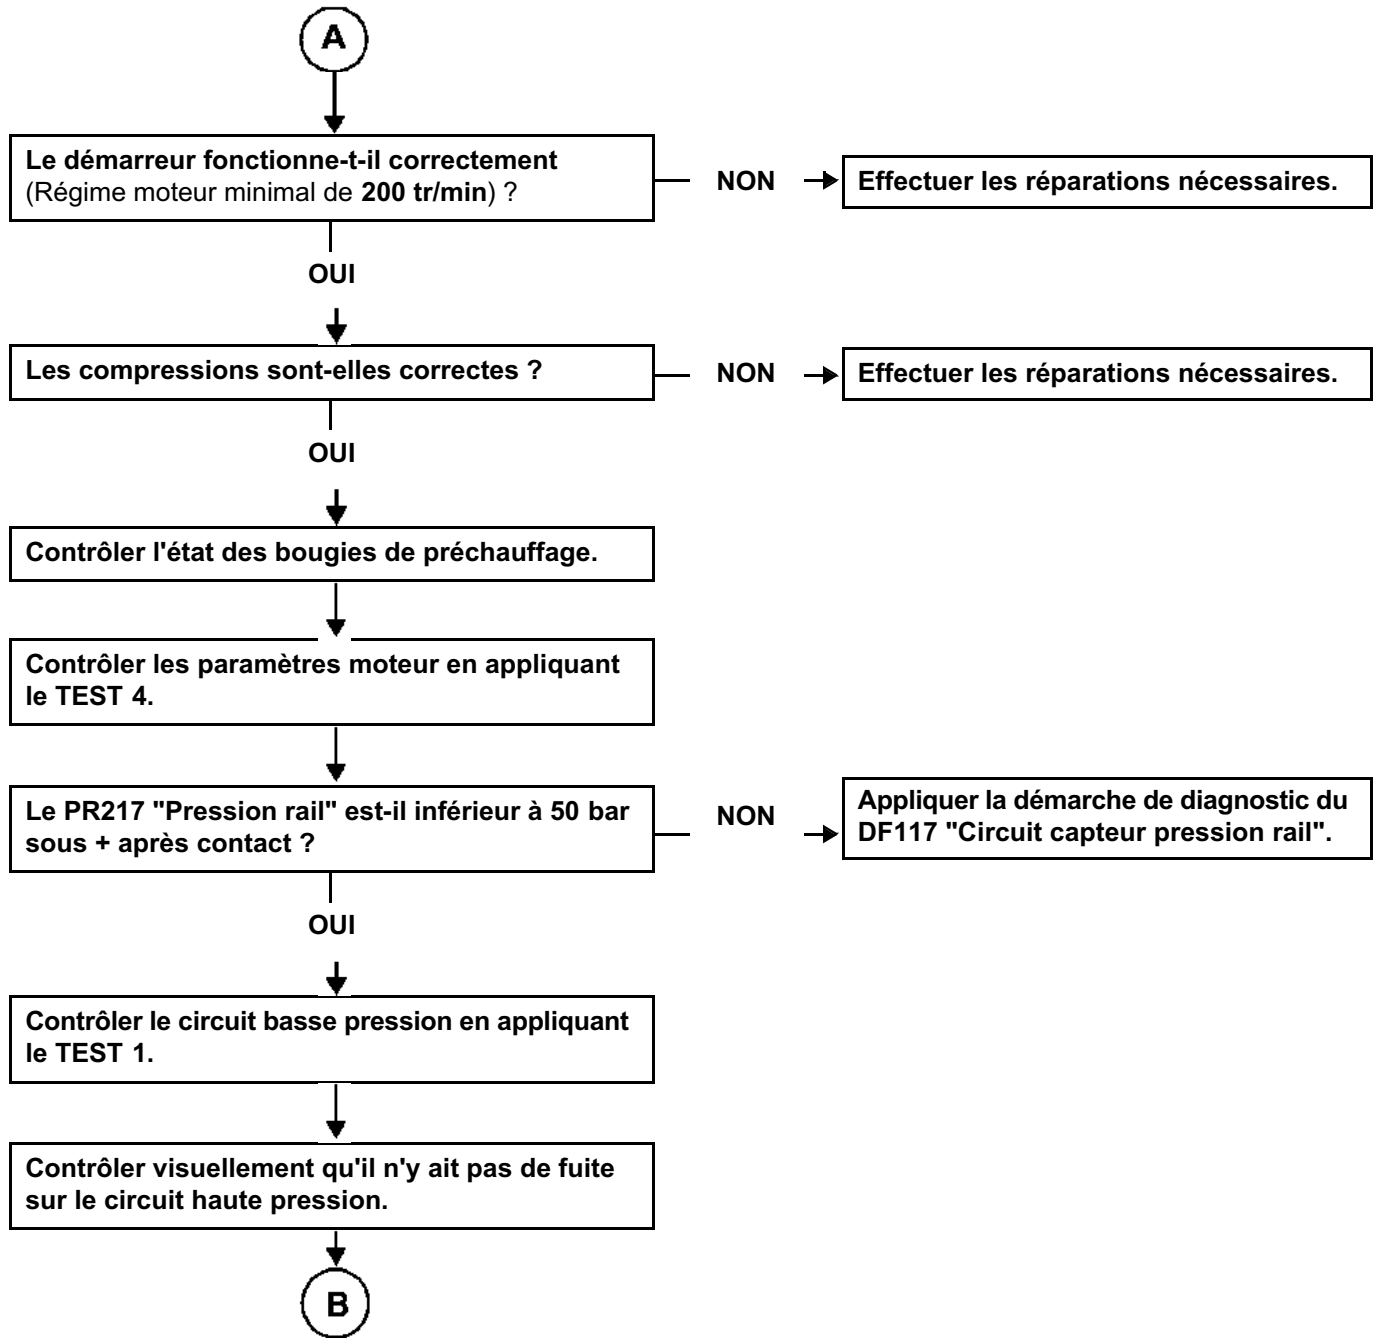 A
Le démarreur fonctionne-t-il correctement
(Régime moteur minimal de 200 tr/min) ?
NON
Effectuer les réparations nécessaires.
OUI
Les compressions sont-elles correctes ?
NON
Effectuer les réparations nécessaires.
OUI
Contrôler l'état des bougies de préchauffage.
Contrôler les paramètres moteur en appliquant
le TEST 4.
Le PR217 "Pression rail" est-il inférieur à 50 bar
sous + après contact ?
NON
Appliquer la démarche de diagnostic du
DF117 "Circuit capteur pression rail".
OUI
Contrôler le circuit basse pression en appliquant
le TEST 1.
Contrôler visuellement qu'il n'y ait pas de fuite
sur le circuit haute pression.
B